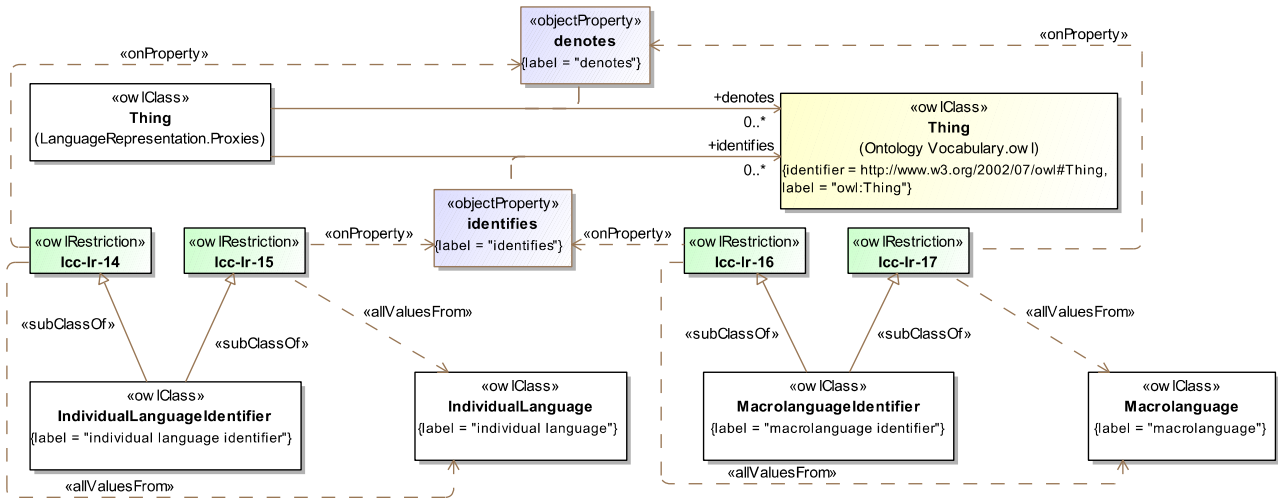 «objectProperty»
denotes
{label = "denotes"}
«onProperty»
«onProperty»
«owlClass»
Thing
(LanguageRepresentation.Proxies)
+denotes
0..*
+identifies
0..*
«owlClass»
Thing
(Ontology Vocabulary.owl)
{identifier = http://www.w3.org/2002/07/owl#Thing,
label = "owl:Thing"}
«objectProperty»
identifies
{label = "identifies"}
«owlRestriction»
lcc-lr-14
«owlRestriction»
lcc-lr-15
«onProperty»
«onProperty»
«owlRestriction»
lcc-lr-16
«owlRestriction»
lcc-lr-17
«subClassOf»
«subClassOf»
«allValuesFrom»
«subClassOf»
«subClassOf»
«allValuesFrom»
«owlClass»
IndividualLanguageIdentifier
{label = "individual language identifier"}
«owlClass»
IndividualLanguage
{label = "individual language"}
«owlClass»
MacrolanguageIdentifier
{label = "macrolanguage identifier"}
«owlClass»
Macrolanguage
{label = "macrolanguage"}
«allValuesFrom»
«allValuesFrom»